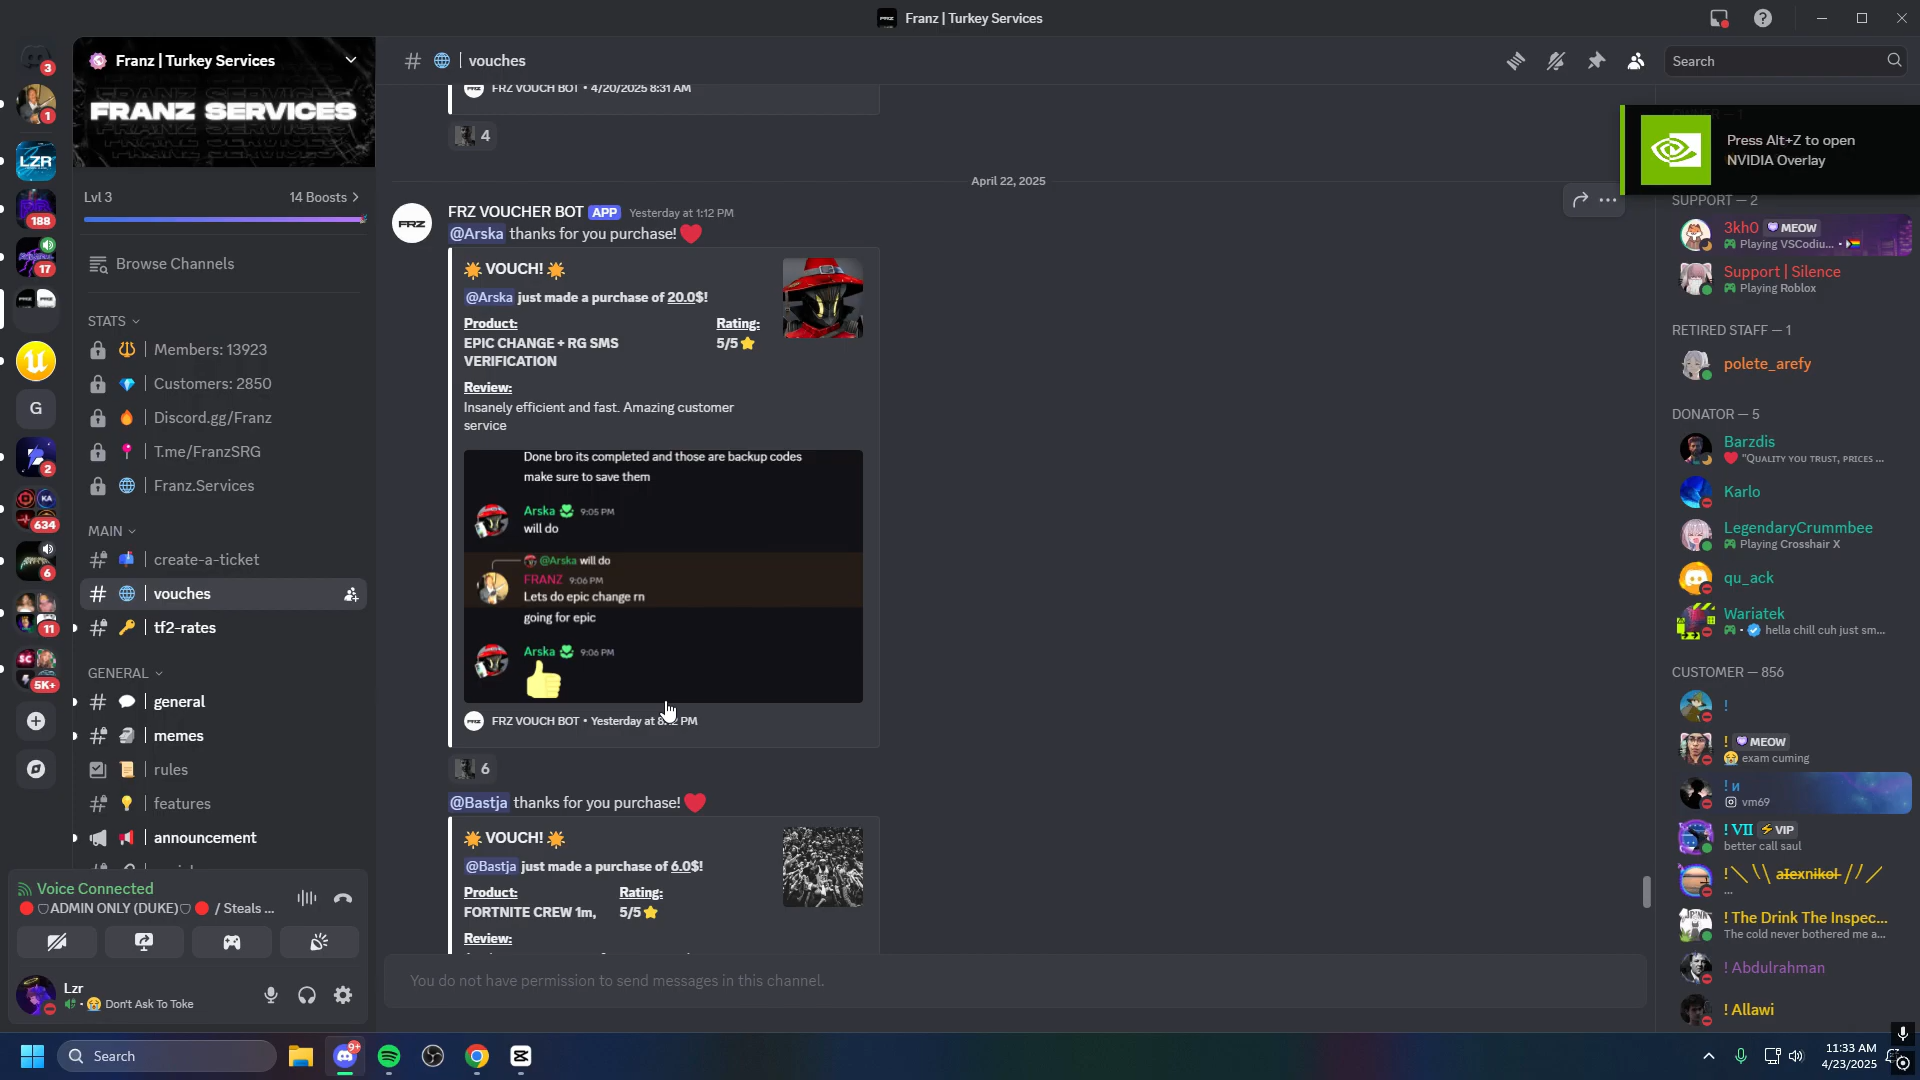 Franz | Turkey Services
Franz | Turkey Services
FRANZ SERVICES
Lvl 3
14 Boosts
Browse Channels
STATS
Members: 13923
Customers: 2850
Discord.gg/Franz
T.me/FranzSRG
Franz.Services
MAIN
create-a-ticket
vouches
tf2-rates
GENERAL
general
memes
rules
features
announcement
Voice Connected
ADMIN ONLY (DUKE) / Steals ...
Lzr
Don't Ask To Toke
3
1
LZR
188
17
G
2
KA
634
6
11
SC
5K+
# | vouches
Search
FRZ VOUCH BOT • 4/20/2025 8:31 AM
4
April 22, 2025
FRZ VOUCHER BOT APP Yesterday at 1:12 PM
@Arska thanks for you purchase!
VOUCH!
@Arska just made a purchase of 20.0$!
Product:
Rating:
EPIC CHANGE + RG SMS
VERIFICATION
5/5
Review:
Insanely efficient and fast. Amazing customer
service
Done bro its completed and those are backup codes
make sure to save them
Arska 9:05 PM
will do
@Arska will do
FRANZ 9:06 PM
Lets do epic change rn
going for epic
Arska 9:06 PM
FRZ VOUCH BOT • Yesterday at PM
6
@Bastja thanks for you purchase!
VOUCH!
@Bastja just made a purchase of 6.0$!
Product:
Rating:
FORTNITE CREW 1m,
5/5
Review:
You do not have permission to send messages in this channel.
Press Alt+Z to open
NVIDIA Overlay
SUPPORT — 2
3kh0 MEOW
Playing VSCodiu...
Support | Silence
Playing Roblox
RETIRED STAFF — 1
polete_arefy
DONATOR — 5
Barzdis
"QUALITY YOU TRUST, PRICES ...
Karlo
LegendaryCrummbee
Playing Crosshair X
qu_ack
Wariatek
hella chill cuh just sm...
CUSTOMER — 856
!
! MEOW
exam cuming
! и
vm69
! VII VIP
better call saul
! alexnikol
...
! The Drink The Inspec...
The cold never bothered me a...
! Abdulrahman
! Allawi
Search
9+
11:33 AM
4/23/2025